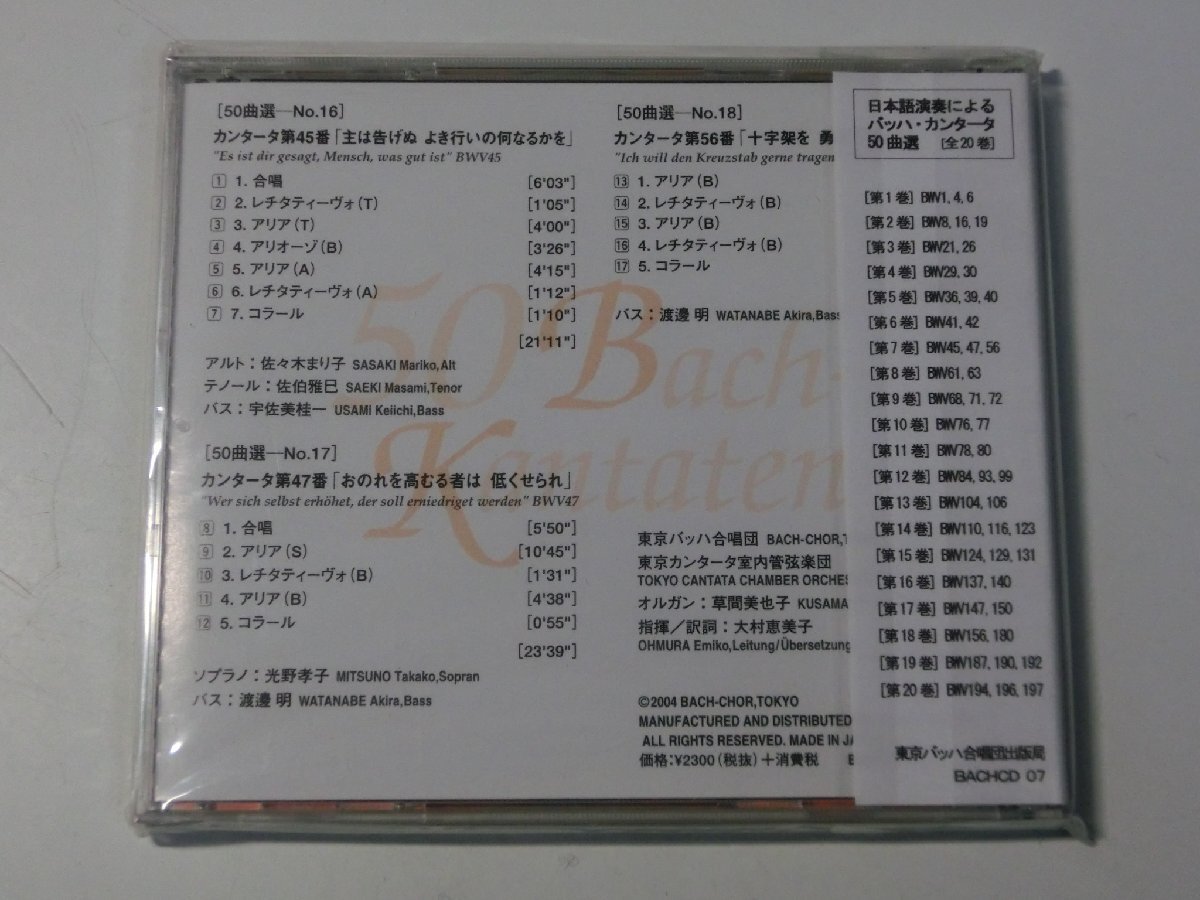 [50曲選—No.16]
カンタータ第45番「主は告げぬ よき行いの何なるかを」
"Es ist dir gesagt, Mensch, was gut ist" BWV45
1 1. 合唱 [6'03"]
2 2. レチタティーヴォ(T) [1'05"]
3 3. アリア(T) [4'00"]
4 4. アリオーゾ(B) [3'26"]
5 5. アリア(A) [4'15"]
6 6. レチタティーヴォ(A) [1'12"]
7 7. コラール [1'10"]
[21'11"]
アルト：佐々木まり子 SASAKI Mariko,Alt
テノール：佐伯雅巳 SAEKI Masami,Tenor
バス：宇佐美桂一 USAMI Keiichi,Bass
[50曲選—No.17]
カンタータ第47番「おのれを高むる者は 低くせられ」
"Wer sich selbst erhöhet, der soll erniedriget werden" BWV47
8 1. 合唱 [5'50"]
9 2. アリア(S) [10'45"]
10 3. レチタティーヴォ(B) [1'31"]
11 4. アリア(B) [4'38"]
12 5. コラール [0'55"]
[23'39"]
ソプラノ：光野孝子 MITSUNO Takako,Sopran
バス：渡邊 明 WATANABE Akira,Bass
[50曲選—No.18]
カンタータ第56番「十字架を 勇
"Ich will den Kreuzstab gerne tragen
13 1. アリア(B)
14 2. レチタティーヴォ(B)
15 3. アリア(B)
16 4. レチタティーヴォ(B)
17 5. コラール
バス：渡邊 明 WATANABE Akira,Bass
50 Bach-
Kantaten
東京バッハ合唱団 BACH-CHOR,T
東京カンタータ室内管弦楽団
TOKYO CANTATA CHAMBER ORCHES
オルガン：草間美也子 KUSAMA
指揮／訳詞：大村恵美子
OHMURA Emiko,Leitung/Übersetzung
©2004 BACH-CHOR,TOKYO
MANUFACTURED AND DISTRIBUTED
ALL RIGHTS RESERVED. MADE IN JA
価格：¥2300(税抜)＋消費税
日本語演奏による
バッハ・カンタータ
50曲選 [全20巻]
[第1巻] BWV1, 4, 6
[第2巻] BWV8, 16, 19
[第3巻] BWV21, 26
[第4巻] BWV29, 30
[第5巻] BWV36, 39, 40
[第6巻] BWV41, 42
[第7巻] BWV45, 47, 56
[第8巻] BWV61, 63
[第9巻] BWV68, 71, 72
[第10巻] BWV76, 77
[第11巻] BWV78, 80
[第12巻] BWV84, 93, 99
[第13巻] BWV104, 106
[第14巻] BWV110, 116, 123
[第15巻] BWV124, 129, 131
[第16巻] BWV137, 140
[第17巻] BWV147, 150
[第18巻] BWV156, 180
[第19巻] BWV187, 190, 192
[第20巻] BWV194, 196, 197
東京バッハ合唱団出版局
BACHCD 07